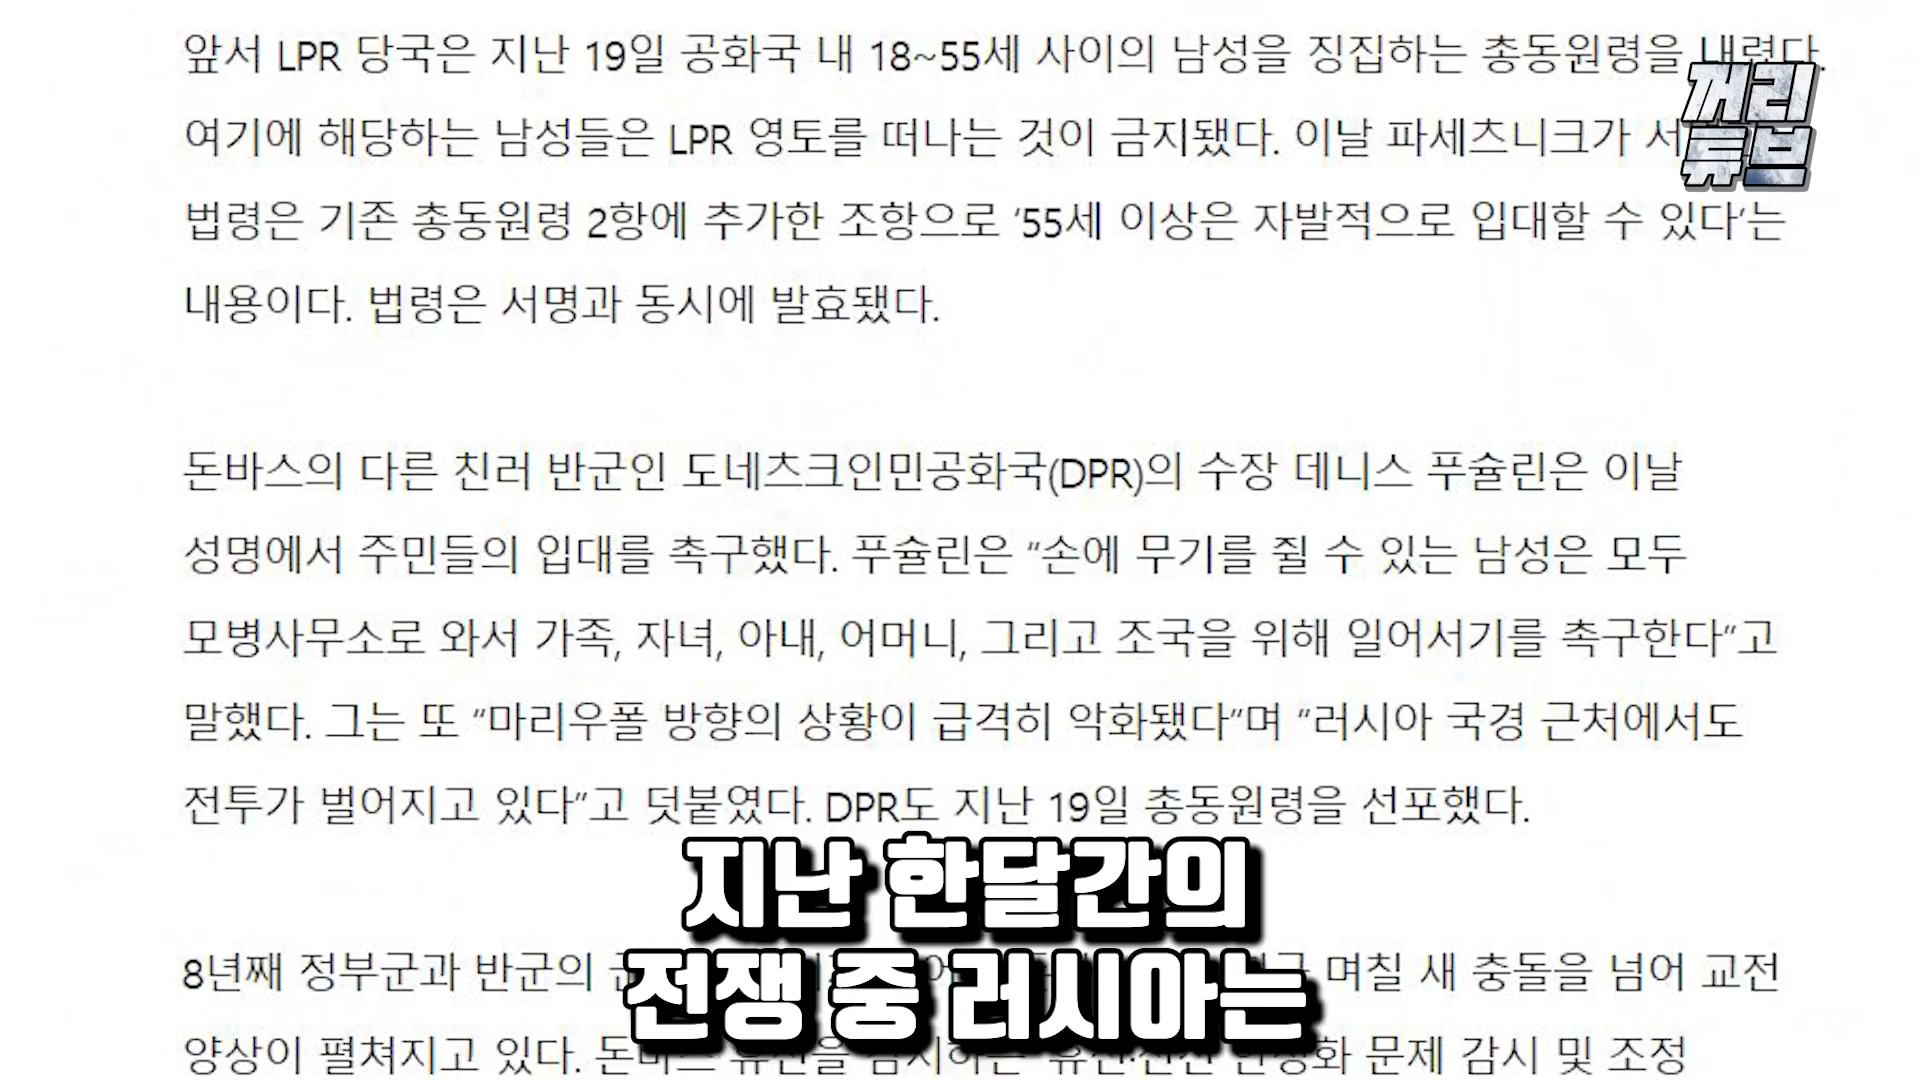 앞서 LPR 당국은 지난 19일 공화국 내 18~55세 사이의 남성을 징집하는 총동원령을 내렸다.
여기에 해당하는 남성들은 LPR 영토를 떠나는 것이 금지됐다. 이날 파세츠니크가
법령은 기존 총동원령 2항에 추가한 조항으로 '55세 이상은 자발적으로 입대할 수 있다'는
내용이다. 법령은 서명과 동시에 발효됐다.
꺼리튜브
돈바스의 다른 친러 반군인 도네츠크인민공화국(DPR)의 수장 데니스 푸슐린은 이날
성명에서 주민들의 입대를 촉구했다. 푸슐린은 "손에 무기를 쥘 수 있는 남성은 모두
모병사무소로 와서 가족, 자녀, 아내, 어머니, 그리고 조국을 위해 일어서기를 촉구한다"고
말했다. 그는 또 "마리우폴 방향의 상황이 급격히 악화됐다"며 "러시아 국경 근처에서도
전투가 벌어지고 있다"고 덧붙였다. DPR도 지난 19일 총동원령을 선포했다.
지난 한달간의
전쟁 중 러시아는
8년째 정부군과 반군의 며칠 새 충돌을 넘어 교전
양상이 펼쳐지고 있다. 문제 감시 및 조정